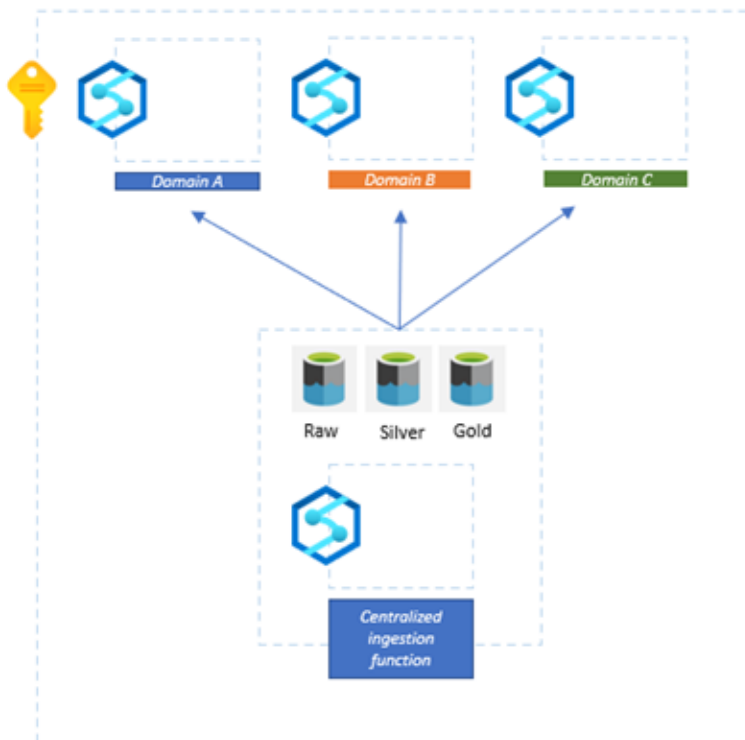 Domain A
Domain B
Domain C
Raw
Silver
Gold
Centralized
ingestion
function